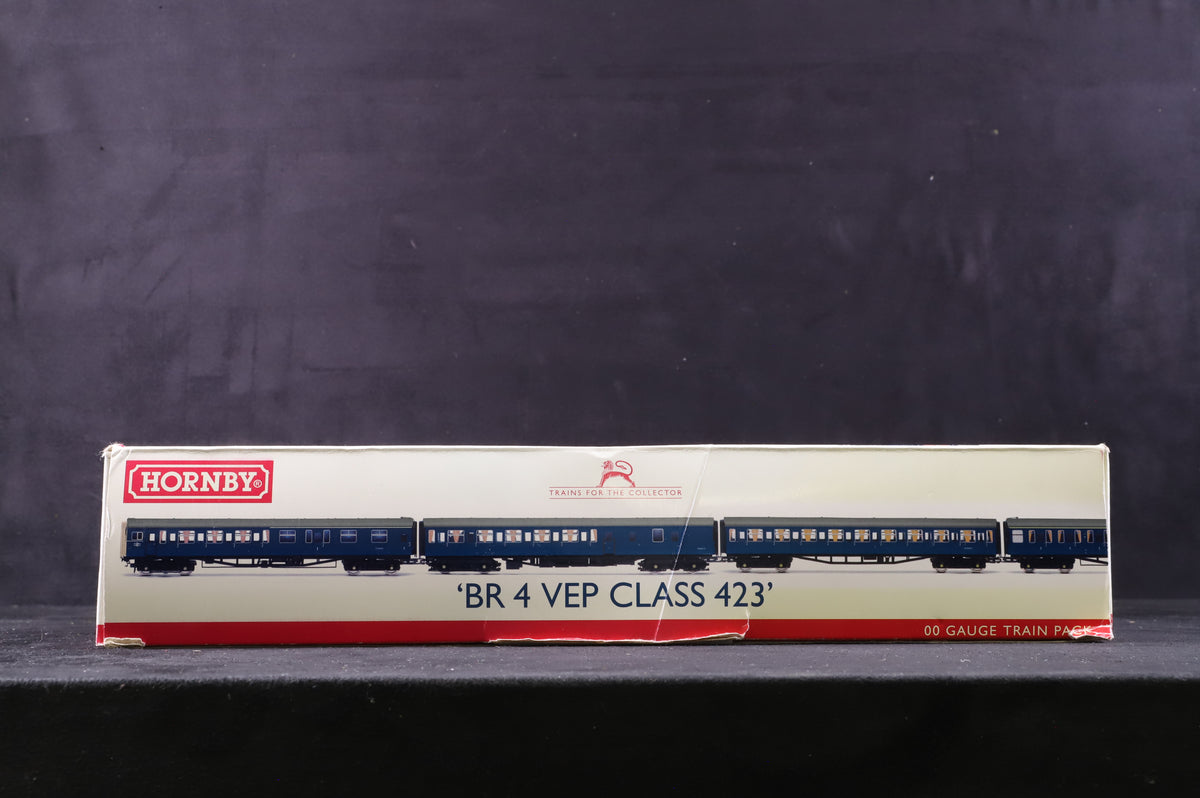 HORNBY®
TRAINS FOR THE COLLECTOR
‘BR 4 VEP CLASS 423’
00 GAUGE TRAIN PACK